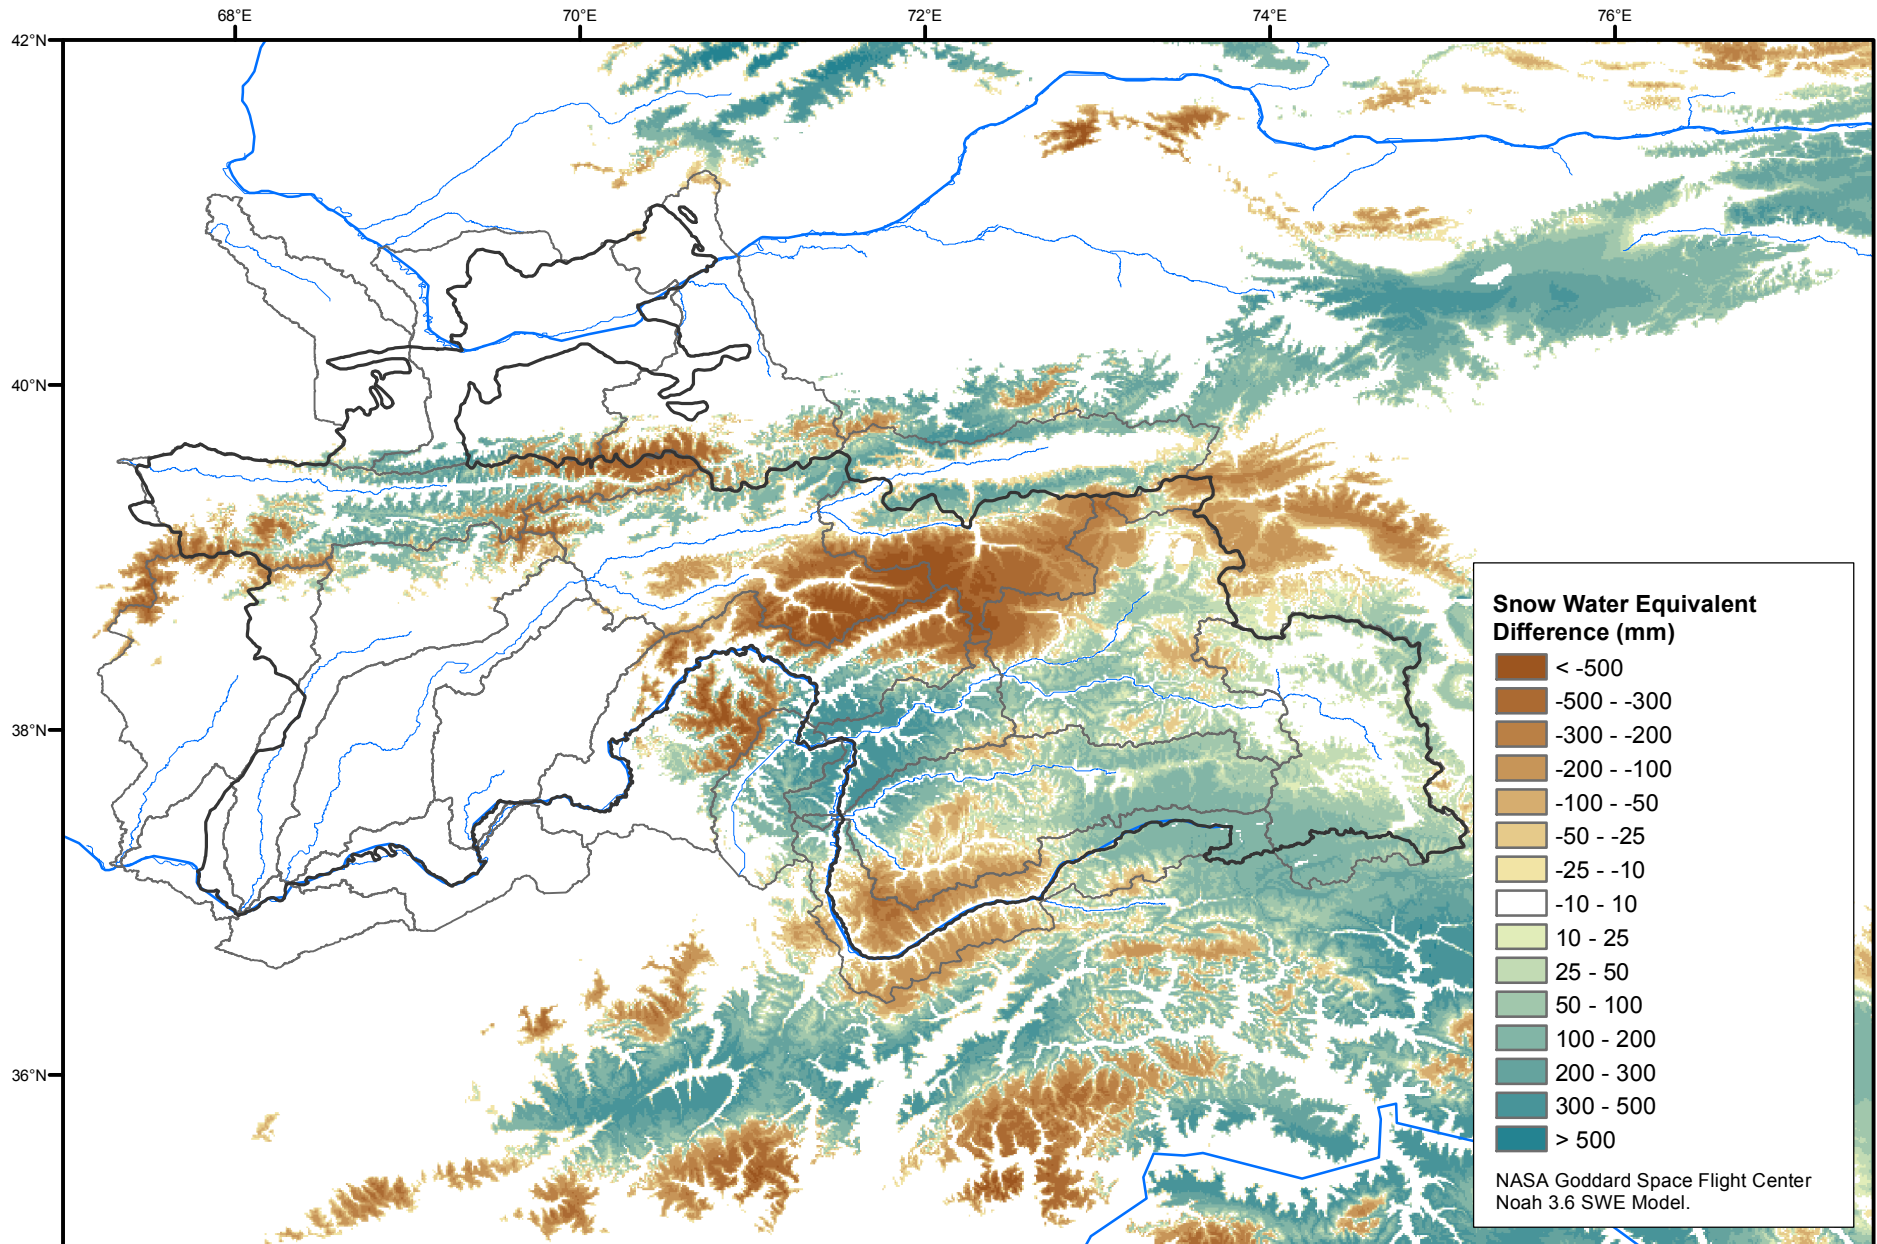 68°E
70°E
72°E
74°E
76°E
42°N
40°N
38°N
36°N
Snow Water Equivalent
Difference (mm)
< -500
-500 - -300
-300 - -200
-200 - -100
-100 - -50
-50 - -25
-25 - -10
-10 - 10
10 - 25
25 - 50
50 - 100
100 - 200
200 - 300
300 - 500
> 500
NASA Goddard Space Flight Center
Noah 3.6 SWE Model.